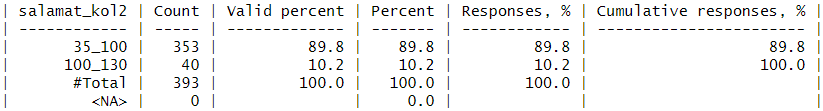 | salamat_kol2 | Count | Valid percent | Percent | Responses, % | Cumulative responses, % |
| ------------ | ----- | ------------- | ------- | ------------ | ----------------------- |
| 35_100 | 353 | 89.8 | 89.8 | 89.8 | 89.8 |
| 100_130 | 40 | 10.2 | 10.2 | 10.2 | 100.0 |
| #Total | 393 | 100.0 | 100.0 | 100.0 | |
| <NA> | 0 | | 0.0 | | |